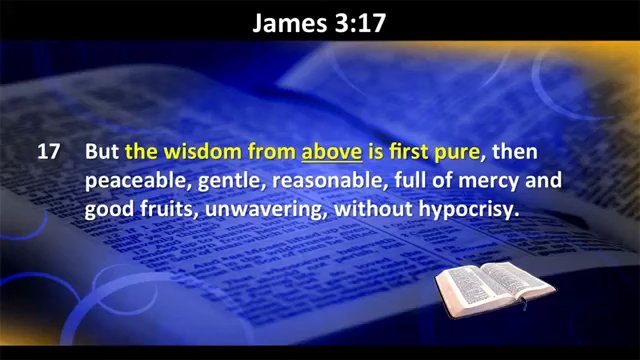 James 3:17
17 But the wisdom from above is first pure, then
peaceable, gentle, reasonable, full of mercy and
good fruits, unwavering, without hypocrisy.